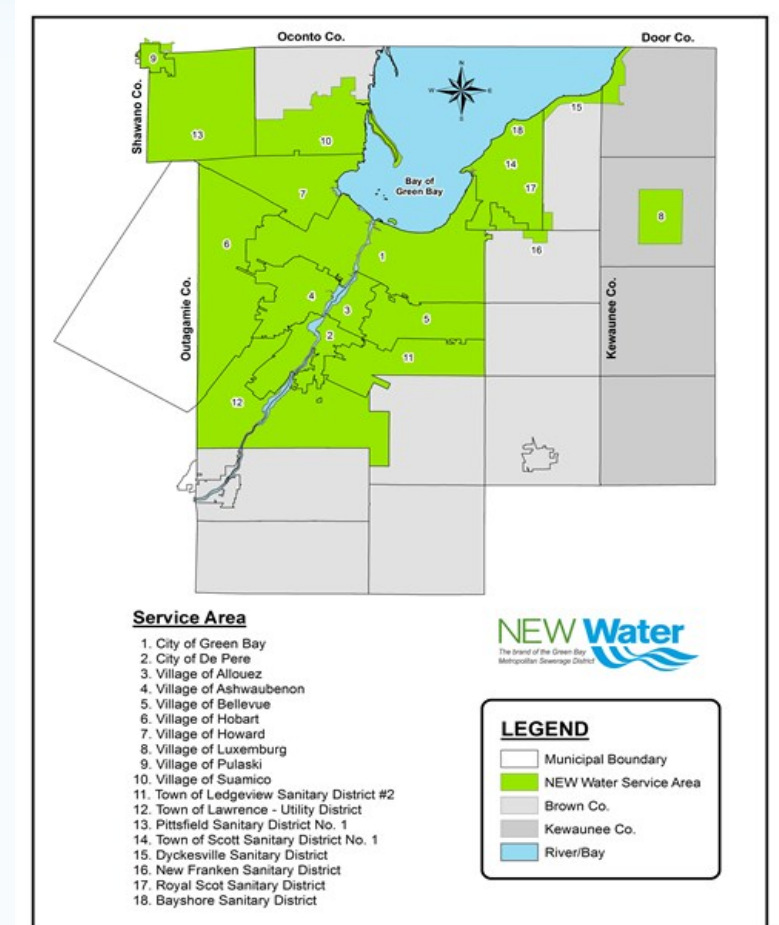 Oconto Co.
Door Co.
Shawano Co.
9
13
10
15
18
14
17
7
Bay of
Green Bay
N
W
E
S
8
6
1
16
4
3
5
2
11
12
Outagamie Co.
Kewaunee Co.
Service Area
1. City of Green Bay
2. City of De Pere
3. Village of Allouez
4. Village of Ashwaubenon
5. Village of Bellevue
6. Village of Hobart
7. Village of Howard
8. Village of Luxemburg
9. Village of Pulaski
10. Village of Suamico
11. Town of Ledgeview Sanitary District #2
12. Town of Lawrence - Utility District
13. Pittsfield Sanitary District No. 1
14. Town of Scott Sanitary District No. 1
15. Dyckesville Sanitary District
16. New Franken Sanitary District
17. Royal Scot Sanitary District
18. Bayshore Sanitary District
NEW Water
The brand of the Green Bay
Metropolitan Sewerage District
LEGEND
Municipal Boundary
NEW Water Service Area
Brown Co.
Kewaunee Co.
River/Bay